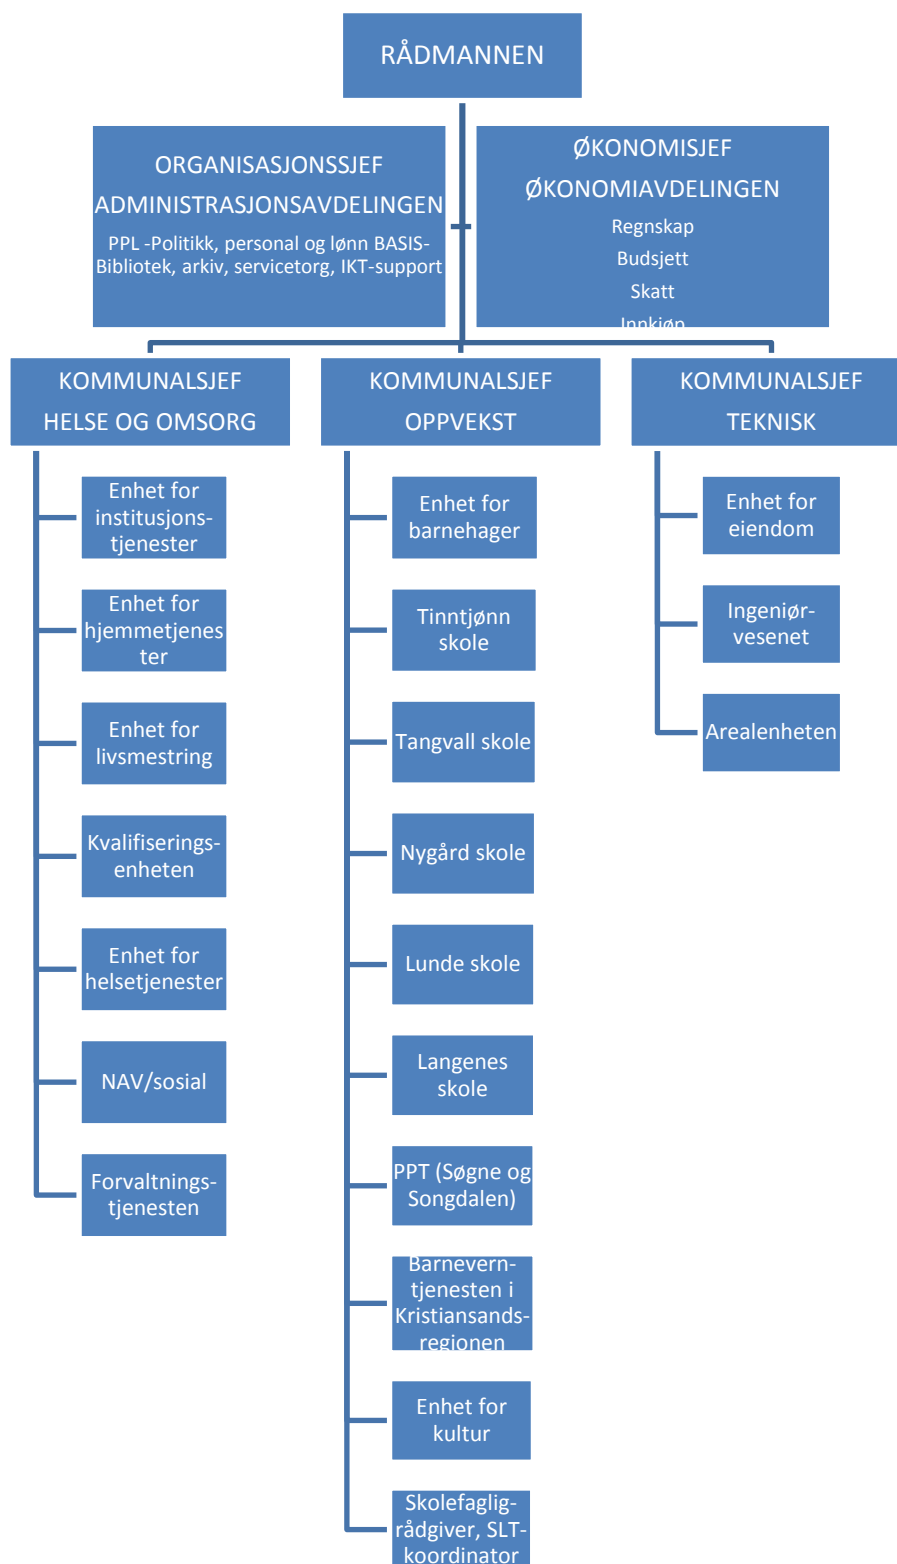 RÅDMANNEN
ORGANISASJONSSJEF
ADMINISTRASJONSAVDELINGEN
PPL -Politikk, personal og lønn BASIS-
Bibliotek, arkiv, servicetorg, IKT-support
ØKONOMISJEF
ØKONOMIAVDELINGEN
Regnskap
Budsjett
Skatt
Innkjøp
KOMMUNALSJEF
HELSE OG OMSORG
Enhet for
institusjons-
tjenester
Enhet for
hjemmetjenes
ter
Enhet for
livsmestring
Kvalifiserings-
enheten
Enhet for
helsetjenester
NAV/sosial
Forvaltnings-
tjenesten
KOMMUNALSJEF
OPPVEKST
Enhet for
barnehager
Tinntjønn
skole
Tangvall skole
Nygård skole
Lunde skole
Langenes
skole
PPT (Søgne og
Songdalen)
Barnevern-
tjenesten i
Kristiansands-
regionen
Enhet for
kultur
Skolefaglig-
rådgiver, SLT-
koordinator
KOMMUNALSJEF
TEKNISK
Enhet for
eiendom
Ingeniør-
vesenet
Arealenheten